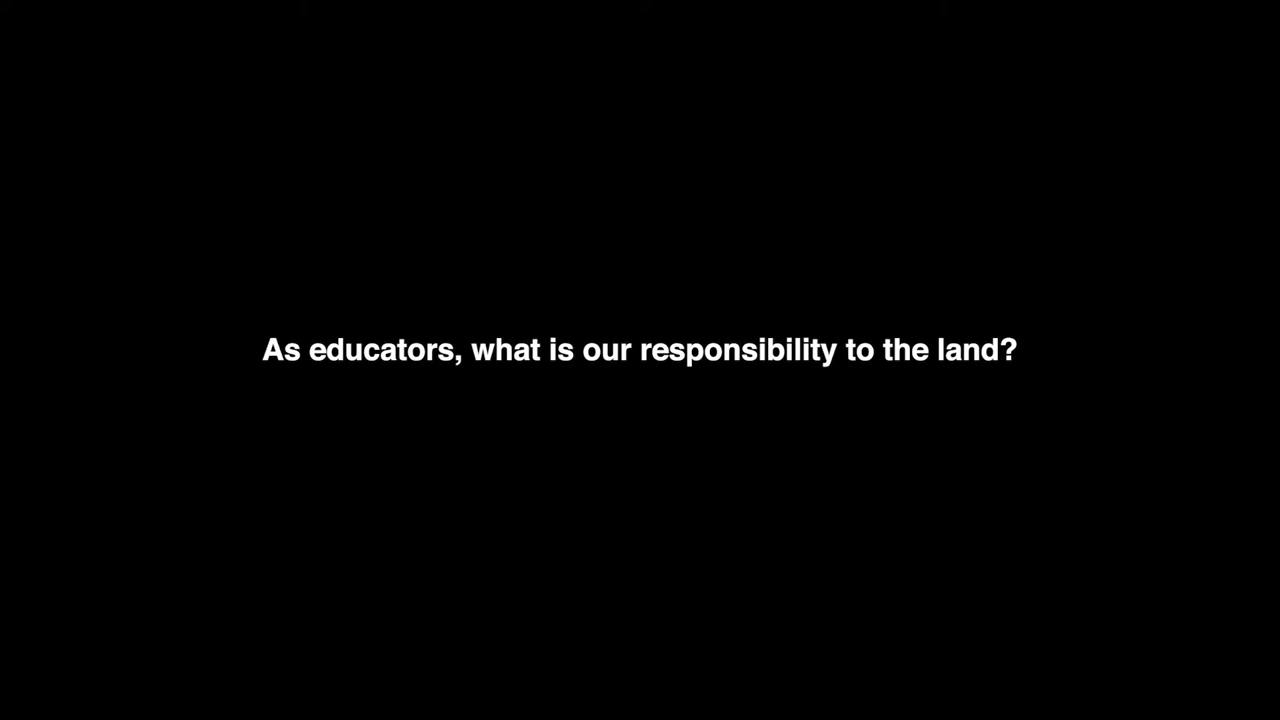 As educators, what is our responsibility to the land?